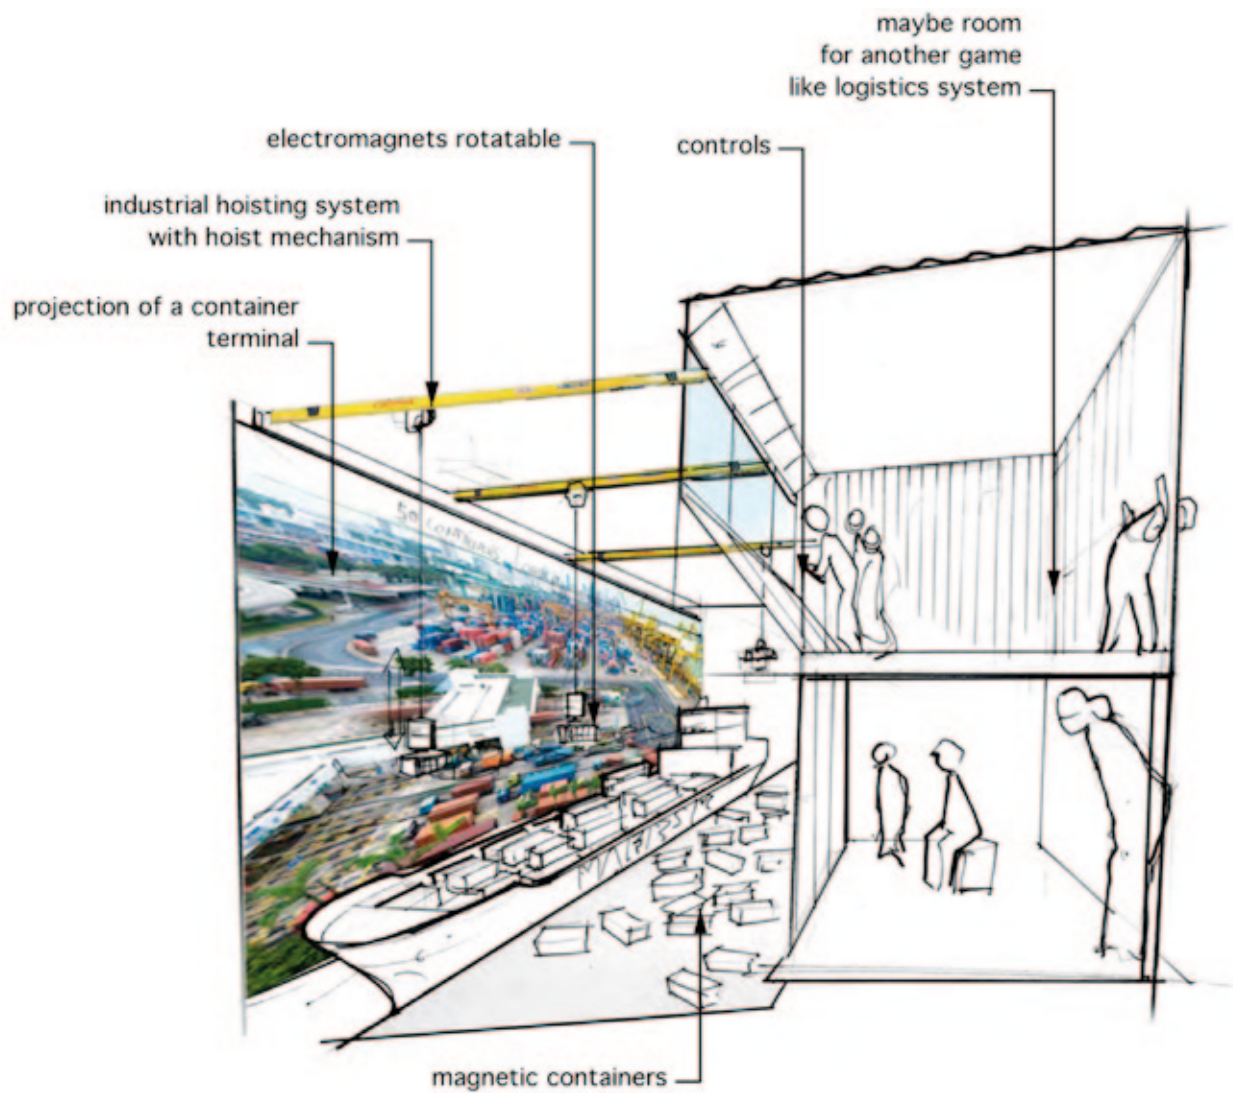 maybe room
for another game
like logistics system
electromagnets rotatable
controls
industrial hoisting system
with hoist mechanism
projection of a container
terminal
magnetic containers